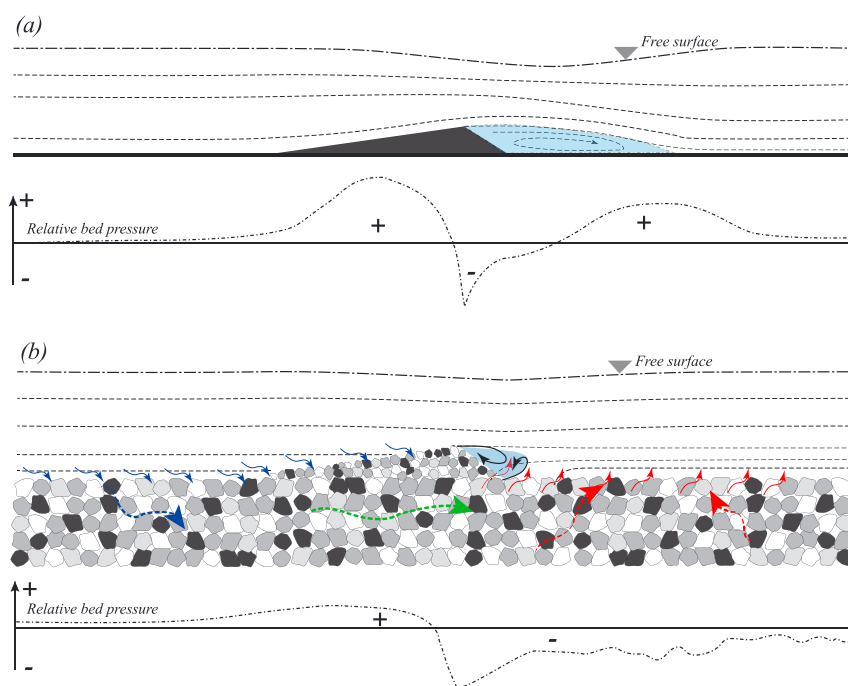 (a)
Free surface
+
Relative bed pressure
+
+
-
-
(b)
Free surface
+
Relative bed pressure
+
-
-